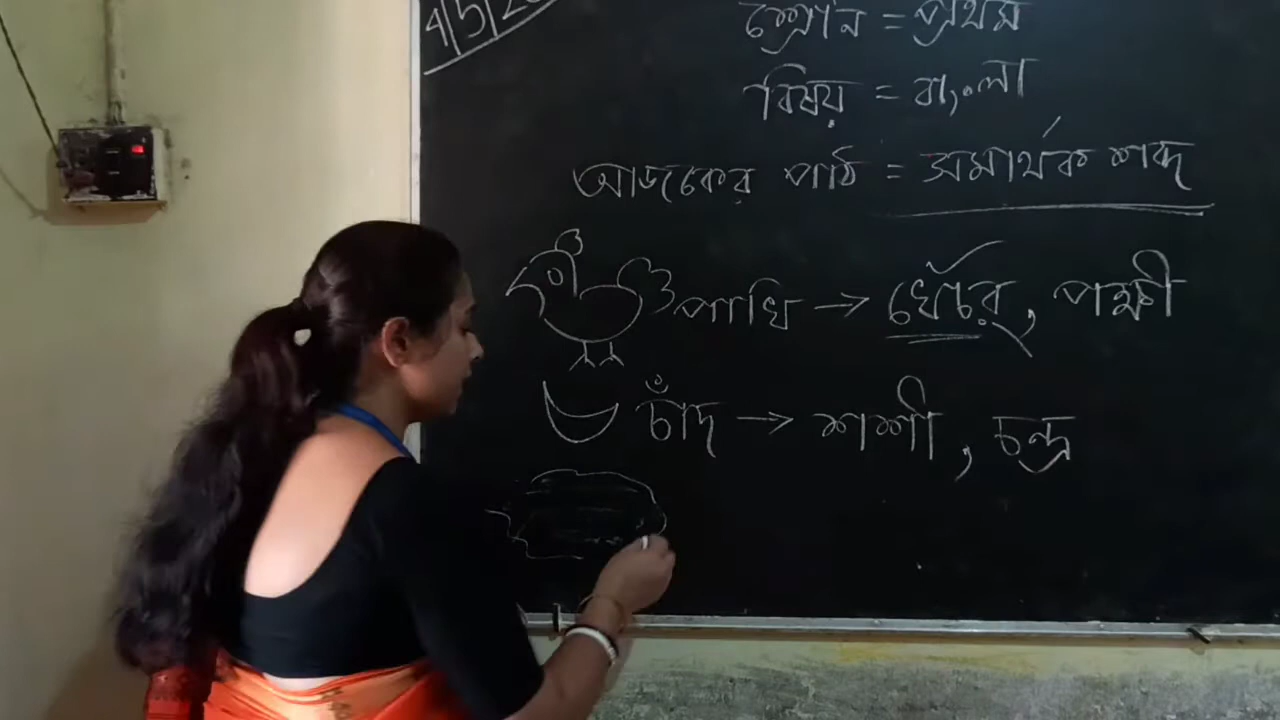 শ্রেণি = প্রথম
বিষয় = বাংলা
আজকের পাঠ = সমার্থক শব্দ
পাখি → খেচর, পক্ষী
চাঁদ → শশী, চন্দ্র